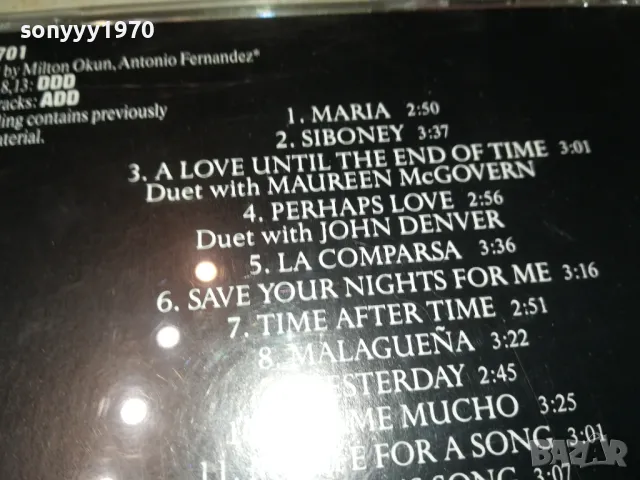 sonyyy1970
701
by Milton Okun, Antonio Fernandez*
8,13: DDD
racks: ADD
ling contains previously
aterial.
1. MARIA 2:50
2. SIBONEY 3:37
3. A LOVE UNTIL THE END OF TIME 3:01
Duet with MAUREEN McGOVERN
4. PERHAPS LOVE 2:56
Duet with JOHN DENVER
5. LA COMPARSA 3:36
6. SAVE YOUR NIGHTS FOR ME 3:16
7. TIME AFTER TIME 2:51
8. MALAGUEÑA 3:22
YESTERDAY 2:45
ME MUCHO 3:25
11. FOR A SONG 3:01
SONG 3:07
bazar